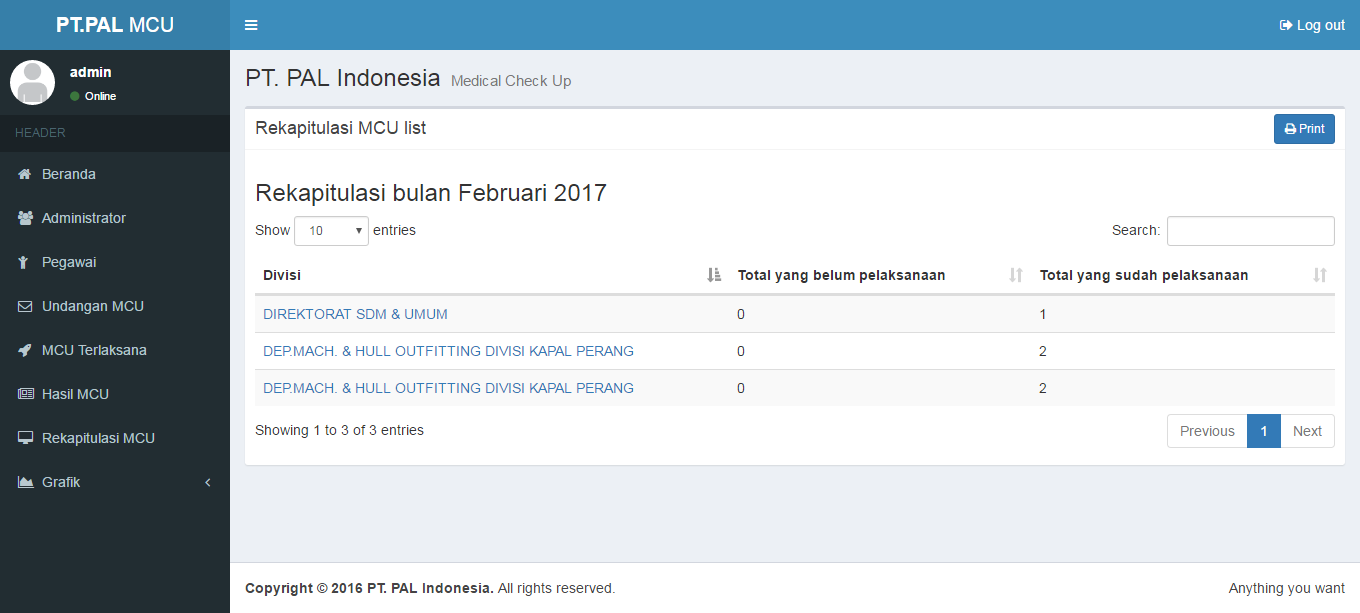 PT.PAL MCU
Log out
admin
Online
HEADER
Beranda
Administrator
Pegawai
Undangan MCU
MCU Terlaksana
Hasil MCU
Rekapitulasi MCU
Grafik
PT. PAL Indonesia Medical Check Up
Rekapitulasi MCU list
Print
Rekapitulasi bulan Februari 2017
Show 10 entries
Search:
Divisi Total yang belum pelaksanaan Total yang sudah pelaksanaan
DIREKTORAT SDM & UMUM 0 1
DEP.MACH. & HULL OUTFITTING DIVISI KAPAL PERANG 0 2
DEP.MACH. & HULL OUTFITTING DIVISI KAPAL PERANG 0 2
Showing 1 to 3 of 3 entries
Previous 1 Next
Copyright © 2016 PT. PAL Indonesia. All rights reserved.
Anything you want